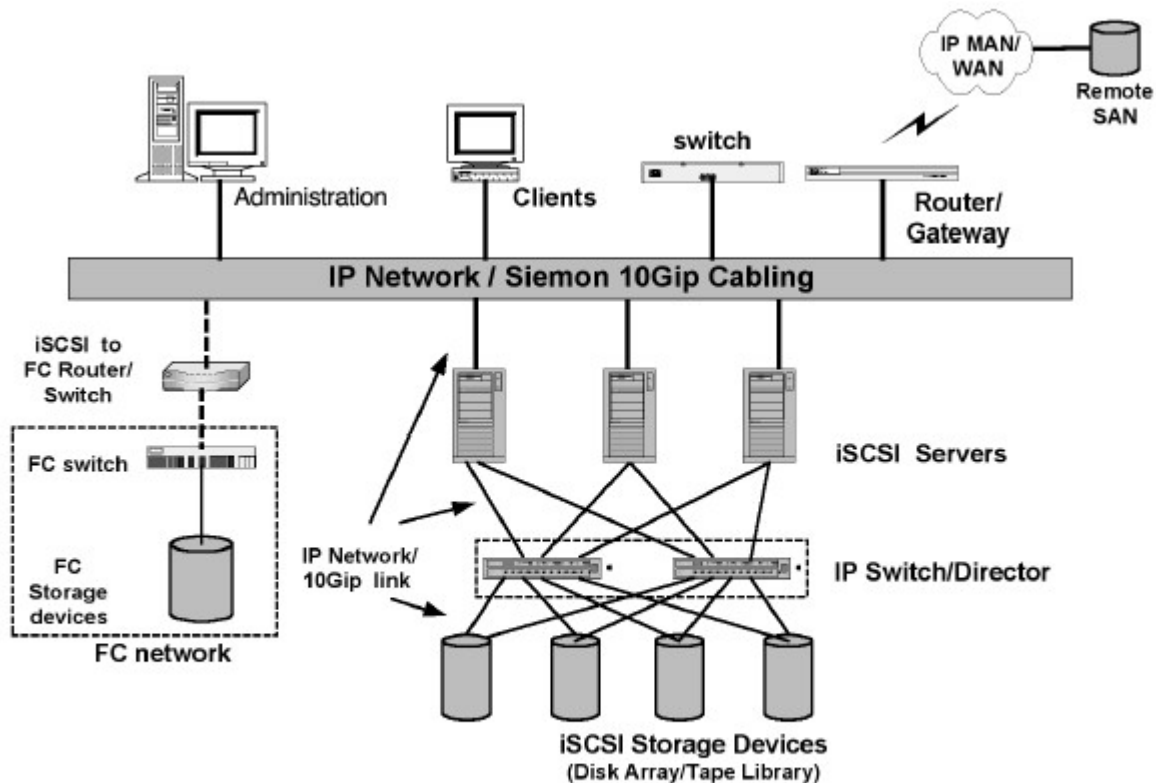 IP MAN/
WAN
Remote
SAN
switch
Administration
Clients
Router/
Gateway
IP Network / Siemon 10Gip Cabling
iSCSI to
FC Router/
Switch
iSCSI Servers
FC switch
IP Network/
10Gip link
IP Switch/Director
FC
Storage
devices
FC network
iSCSI Storage Devices
(Disk Array/Tape Library)